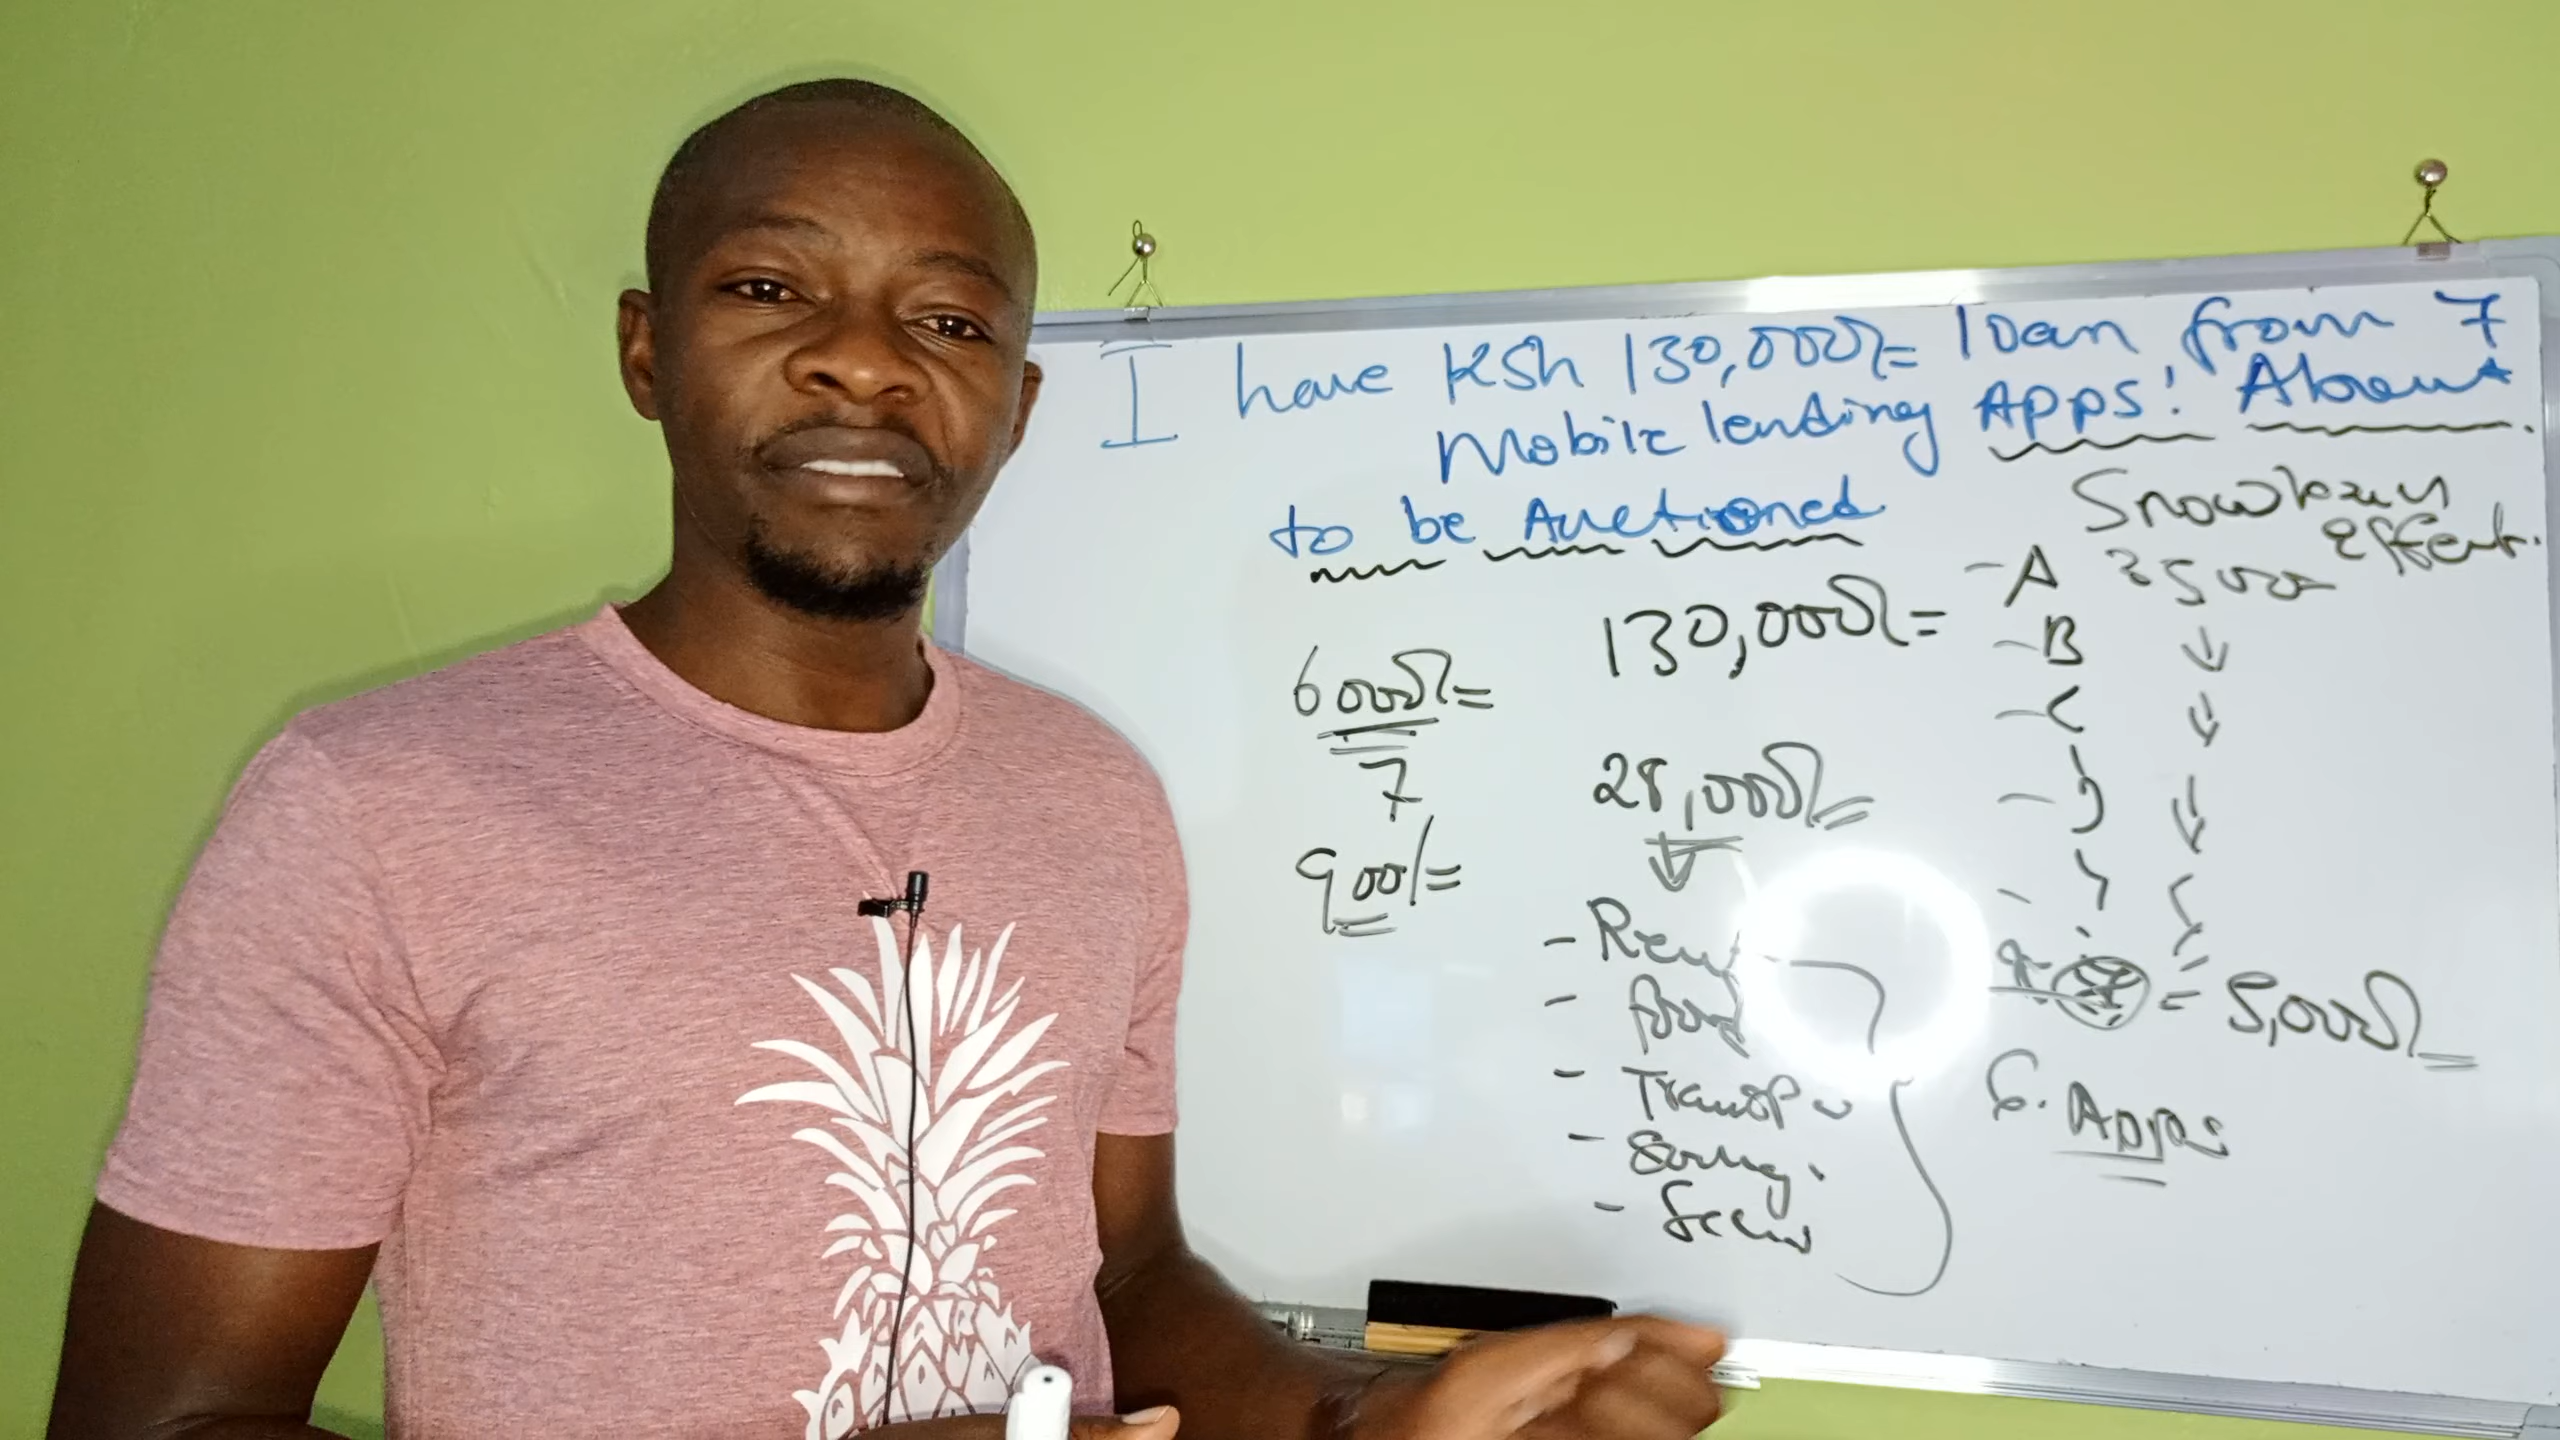 I have KSh 130,000/= loan from 7
Mobile lending Apps! About
to be Auctioned
Snowball
effect.
6000/=
7
900/=
130,000/=
28,000/=
- Rent
- food
- Transp
-
-
- A
- B
- C
- D
= 5,000/=
6. Apps